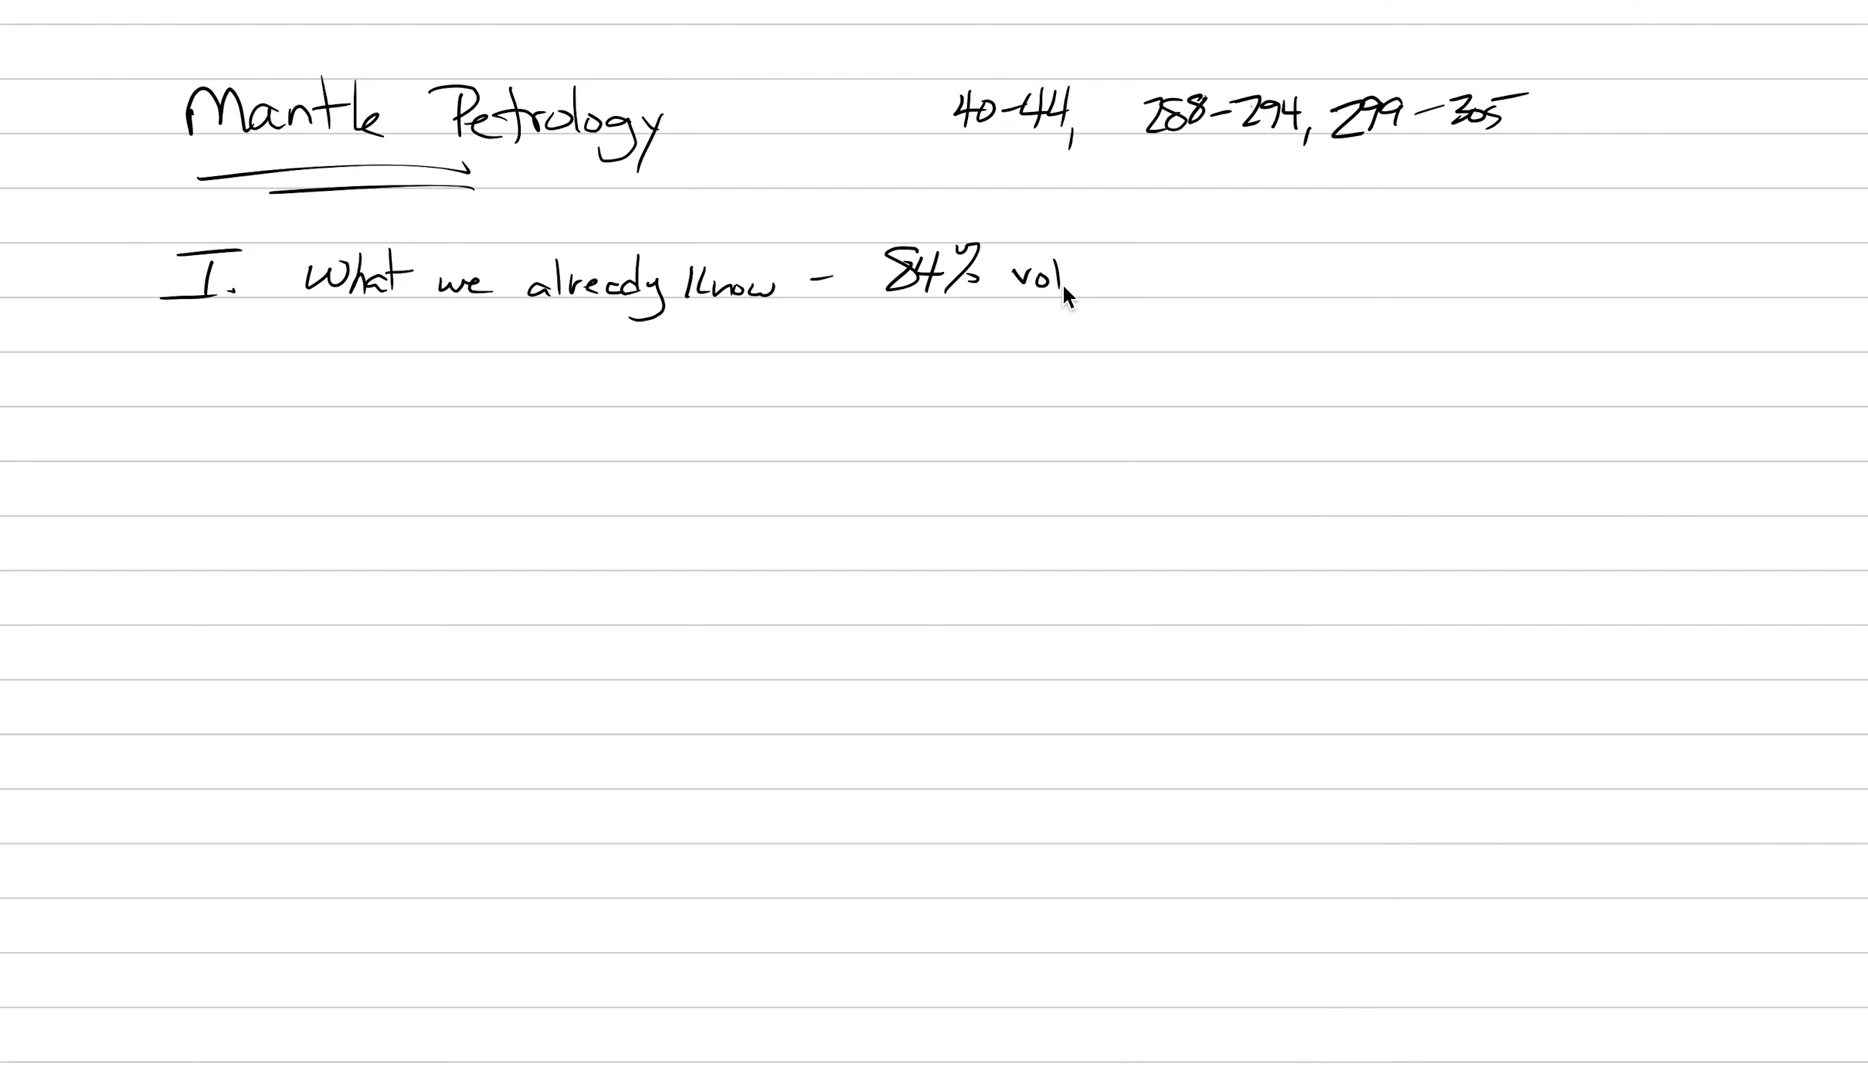 Mantle Petrology 40-44, 288-294, 299-305
I. What we already know - 84% vol